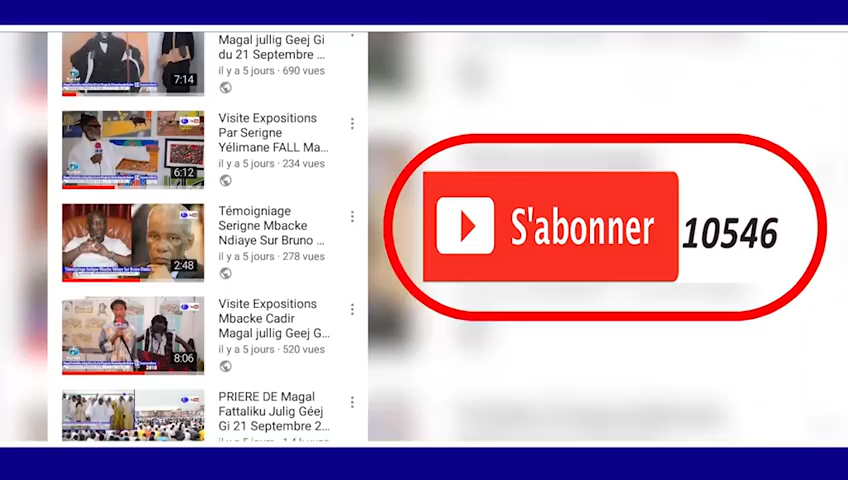 Magal jullig Geej Gi
du 21 Septembre ...
il y a 5 jours · 690 vues
7:14
Visite Expositions
Par Serigne
Yélimane FALL Ma...
il y a 5 jours · 234 vues
6:12
Témoigniage
Serigne Mbacke
Ndiaye Sur Bruno ...
il y a 5 jours · 278 vues
2:48
Visite Expositions
Mbacke Cadir
Magal jullig Geej G...
il y a 5 jours · 520 vues
8:06
2018
PRIERE DE Magal
Fattaliku Julig Géej
Gi 21 Septembre 2...
S'abonner
10546